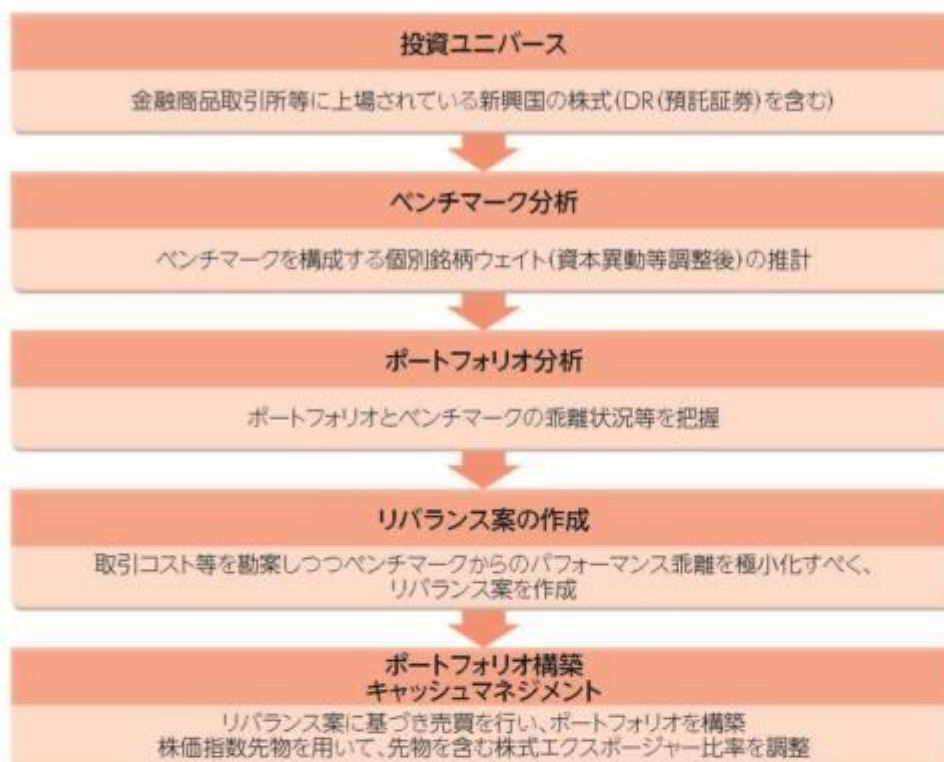 投資ユニバース
金融商品取引所等に上場されている新興国の株式(DR(預託証券)を含む)
ベンチマーク分析
ベンチマークを構成する個別銘柄ウェイト(資本異動等調整後)の推計
ポートフォリオ分析
ポートフォリオとベンチマークの乖離状況等を把握
リバランス案の作成
取引コスト等を勘案しつつベンチマークからのパフォーマンス乖離を極小化すべく、
リバランス案を作成
ポートフォリオ構築
キャッシュマネジメント
リバランス案に基づき売買を行い、ポートフォリオを構築
株価指数先物を用いて、先物を含む株式エクスポージャー比率を調整